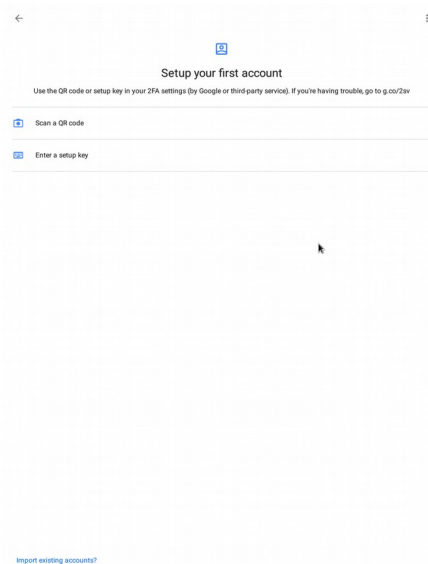 Setup your first account
Use the QR code or setup key in your 2FA settings (by Google or third-party service). If you're having trouble, go to g.co/2sv
Scan a QR code
Enter a setup key
Import existing accounts?